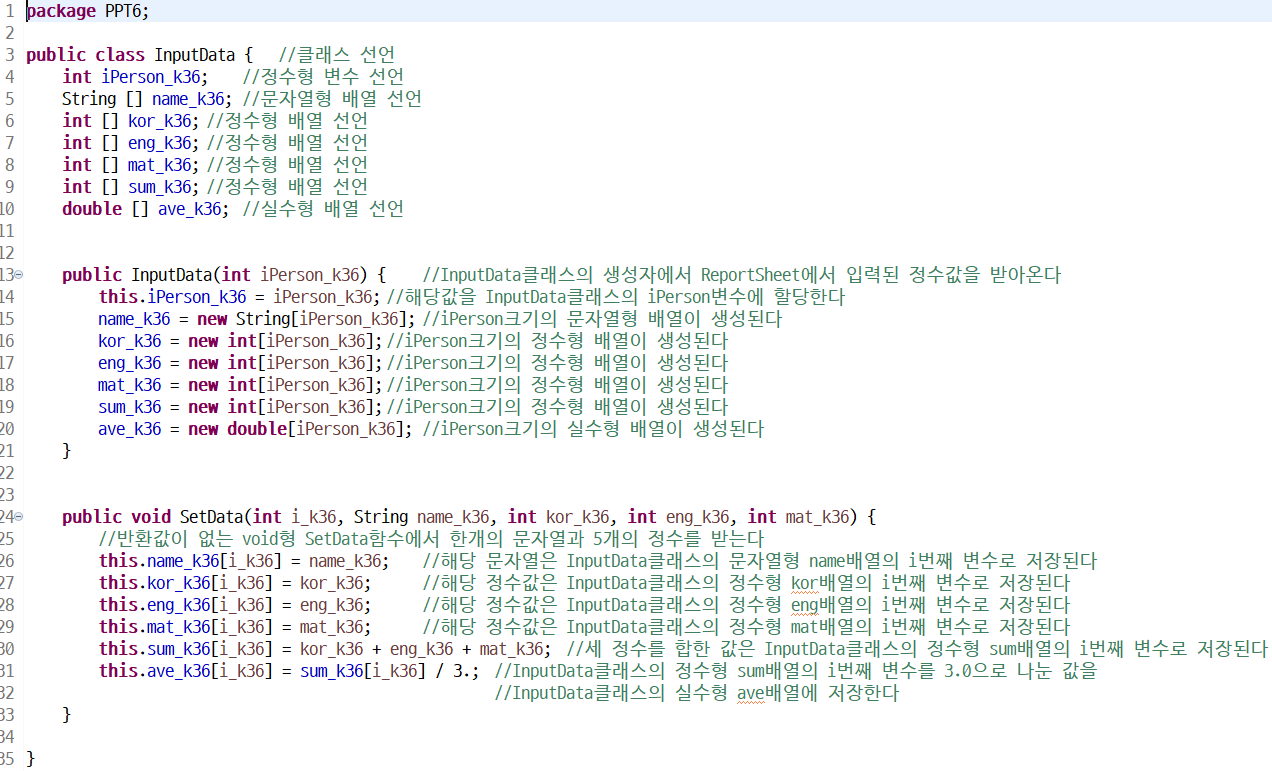 1 package PPT6;
2
3 public class InputData {   //클래스 선언
4     int iPerson_k36;    //정수형 변수 선언
5     String [] name_k36; //문자열형 배열 선언
6     int [] kor_k36; //정수형 배열 선언
7     int [] eng_k36; //정수형 배열 선언
8     int [] mat_k36; //정수형 배열 선언
9     int [] sum_k36; //정수형 배열 선언
10     double [] ave_k36;  //실수형 배열 선언
11
12
13     public InputData(int iPerson_k36) {    //InputData클래스의 생성자에서 ReportSheet에서 입력된 정수값을 받아온다
14         this.iPerson_k36 = iPerson_k36; //해당값을 InputData클래스의 iPerson변수에 할당한다
15         name_k36 = new String[iPerson_k36]; //iPerson크기의 문자열형 배열이 생성된다
16         kor_k36 = new int[iPerson_k36]; //iPerson크기의 정수형 배열이 생성된다
17         eng_k36 = new int[iPerson_k36]; //iPerson크기의 정수형 배열이 생성된다
18         mat_k36 = new int[iPerson_k36]; //iPerson크기의 정수형 배열이 생성된다
19         sum_k36 = new int[iPerson_k36]; //iPerson크기의 정수형 배열이 생성된다
20         ave_k36 = new double[iPerson_k36];  //iPerson크기의 실수형 배열이 생성된다
21     }
22
23
24     public void SetData(int i_k36, String name_k36, int kor_k36, int eng_k36, int mat_k36) {
25         //반환값이 없는 void형 SetData함수에서 한개의 문자열과 5개의 정수를 받는다
26         this.name_k36[i_k36] = name_k36;    //해당 문자열은 InputData클래스의 문자열형 name배열의 i번째 변수로 저장된다
27         this.kor_k36[i_k36] = kor_k36;      //해당 정수값은 InputData클래스의 정수형 kor배열의 i번째 변수로 저장된다
28         this.eng_k36[i_k36] = eng_k36;      //해당 정수값은 InputData클래스의 정수형 eng배열의 i번째 변수로 저장된다
29         this.mat_k36[i_k36] = mat_k36;      //해당 정수값은 InputData클래스의 정수형 mat배열의 i번째 변수로 저장된다
30         this.sum_k36[i_k36] = kor_k36 + eng_k36 + mat_k36;  //세 정수를 합한 값은 InputData클래스의 정수형 sum배열의 i번째 변수로 저장된다
31         this.ave_k36[i_k36] = sum_k36[i_k36] / 3.;  //InputData클래스의 정수형 sum배열의 i번째 변수를 3.0으로 나눈 값을
32                                                     //InputData클래스의 실수형 ave배열에 저장한다
33     }
34
35 }